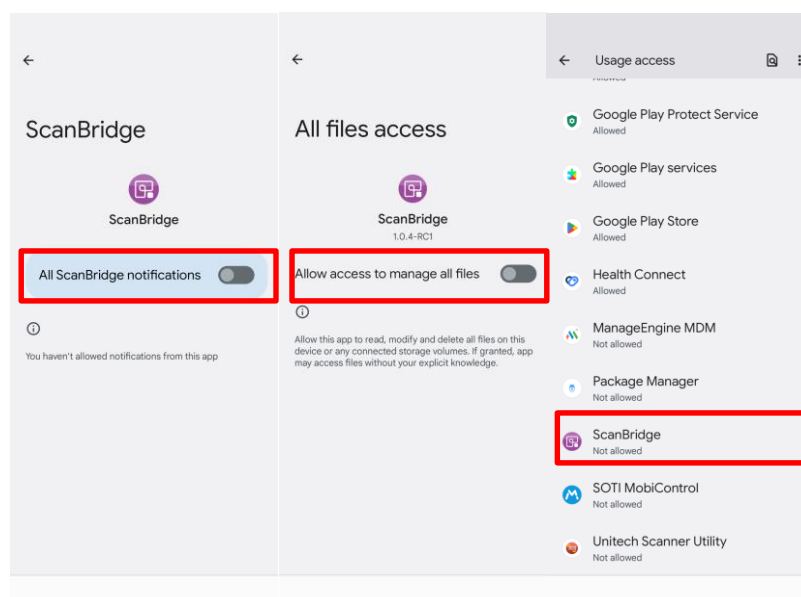 ScanBridge
ScanBridge
All ScanBridge notifications
You haven't allowed notifications from this app
All files access
ScanBridge
1.0.4-RC1
Allow access to manage all files
Allow this app to read, modify and delete all files on this
device or any connected storage volumes. If granted, app
may access files without your explicit knowledge.
Usage access
Allowed
Google Play Protect Service
Allowed
Google Play services
Allowed
Google Play Store
Allowed
Health Connect
Allowed
ManageEngine MDM
Not allowed
Package Manager
Not allowed
ScanBridge
Not allowed
SOTI MobiControl
Not allowed
Unitech Scanner Utility
Not allowed